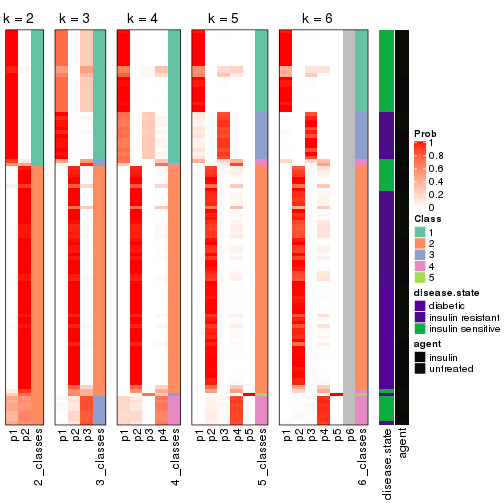 k = 2
k = 3
k = 4
k = 5
k = 6
Prob
1
0.8
0.6
0.4
0.2
0
Class
1
2
3
4
5
disease.state
diabetic
insulin resistant
insulin sensitive
agent
insulin
untreated
p1
p2
2_classes
p1
p2
p3
3_classes
p1
p2
p3
p4
4_classes
p1
p2
p3
p4
p5
5_classes
p1
p2
p3
p4
p5
p6
6_classes
disease.state
agent